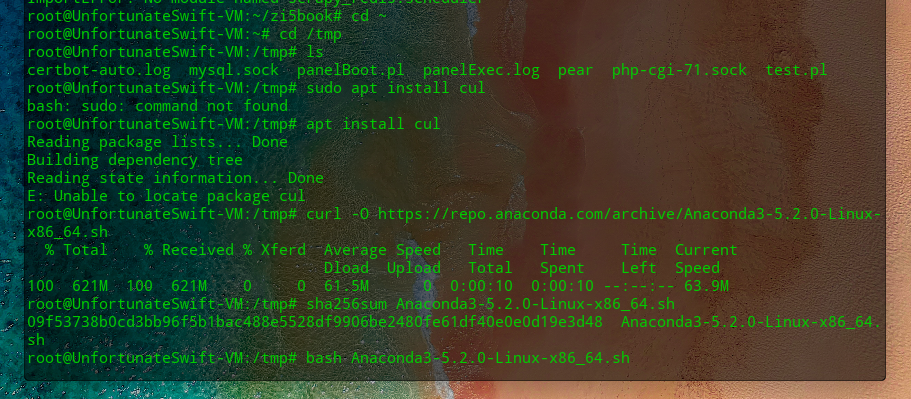 ImportError: No module named scrapy_redis.scheduler
root@UnfortunateSwift-VM:~/zi5book# cd ~
root@UnfortunateSwift-VM:~# cd /tmp
root@UnfortunateSwift-VM:/tmp# ls
certbot-auto.log  mysql.sock  panelBoot.pl  panelExec.log  pear  php-cgi-71.sock  test.pl
root@UnfortunateSwift-VM:/tmp# sudo apt install cul
bash: sudo: command not found
root@UnfortunateSwift-VM:/tmp# apt install cul
Reading package lists... Done
Building dependency tree
Reading state information... Done
E: Unable to locate package cul
root@UnfortunateSwift-VM:/tmp# curl -O https://repo.anaconda.com/archive/Anaconda3-5.2.0-Linux-
x86_64.sh
  % Total    % Received % Xferd  Average Speed   Time    Time     Time  Current
                                 Dload  Upload   Total   Spent    Left  Speed
100  621M  100  621M    0     0  61.5M      0  0:00:10  0:00:10 --:--:-- 63.9M
root@UnfortunateSwift-VM:/tmp# sha256sum Anaconda3-5.2.0-Linux-x86_64.sh
09f53738b0cd3bb96f5b1bac488e5528df9906be2480fe61df40e0e0d19e3d48  Anaconda3-5.2.0-Linux-x86_64.
sh
root@UnfortunateSwift-VM:/tmp# bash Anaconda3-5.2.0-Linux-x86_64.sh